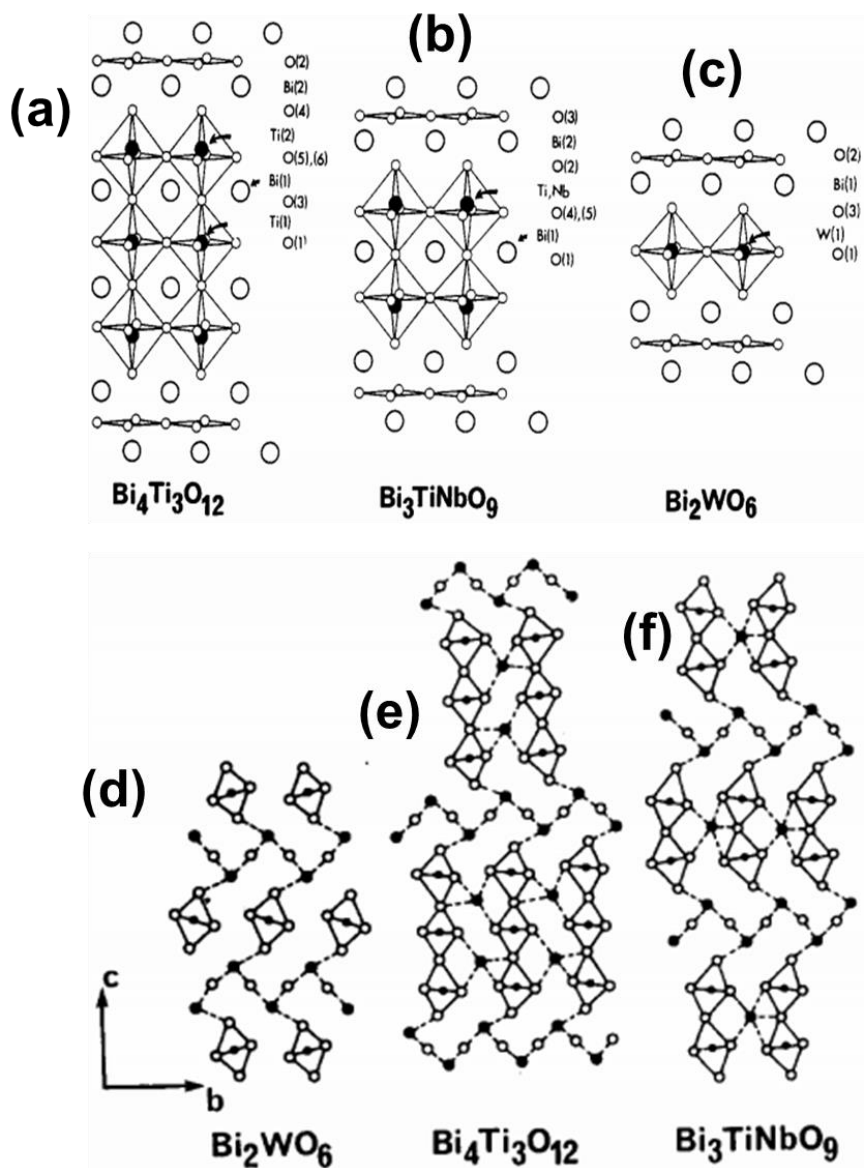 (a)
O(2)
Bi(2)
O(4)
Ti(2)
O(5),(6)
Bi(1)
O(3)
Ti(1)
O(1)
Bi4Ti3O12
(b)
O(3)
Bi(2)
O(2)
Ti,Nb
O(4),(5)
Bi(1)
O(1)
Bi3TiNbO9
(c)
O(2)
Bi(1)
O(3)
W(1)
O(1)
Bi2WO6
(d)
c
b
Bi2WO6
(e)
Bi4Ti3O12
(f)
Bi3TiNbO9